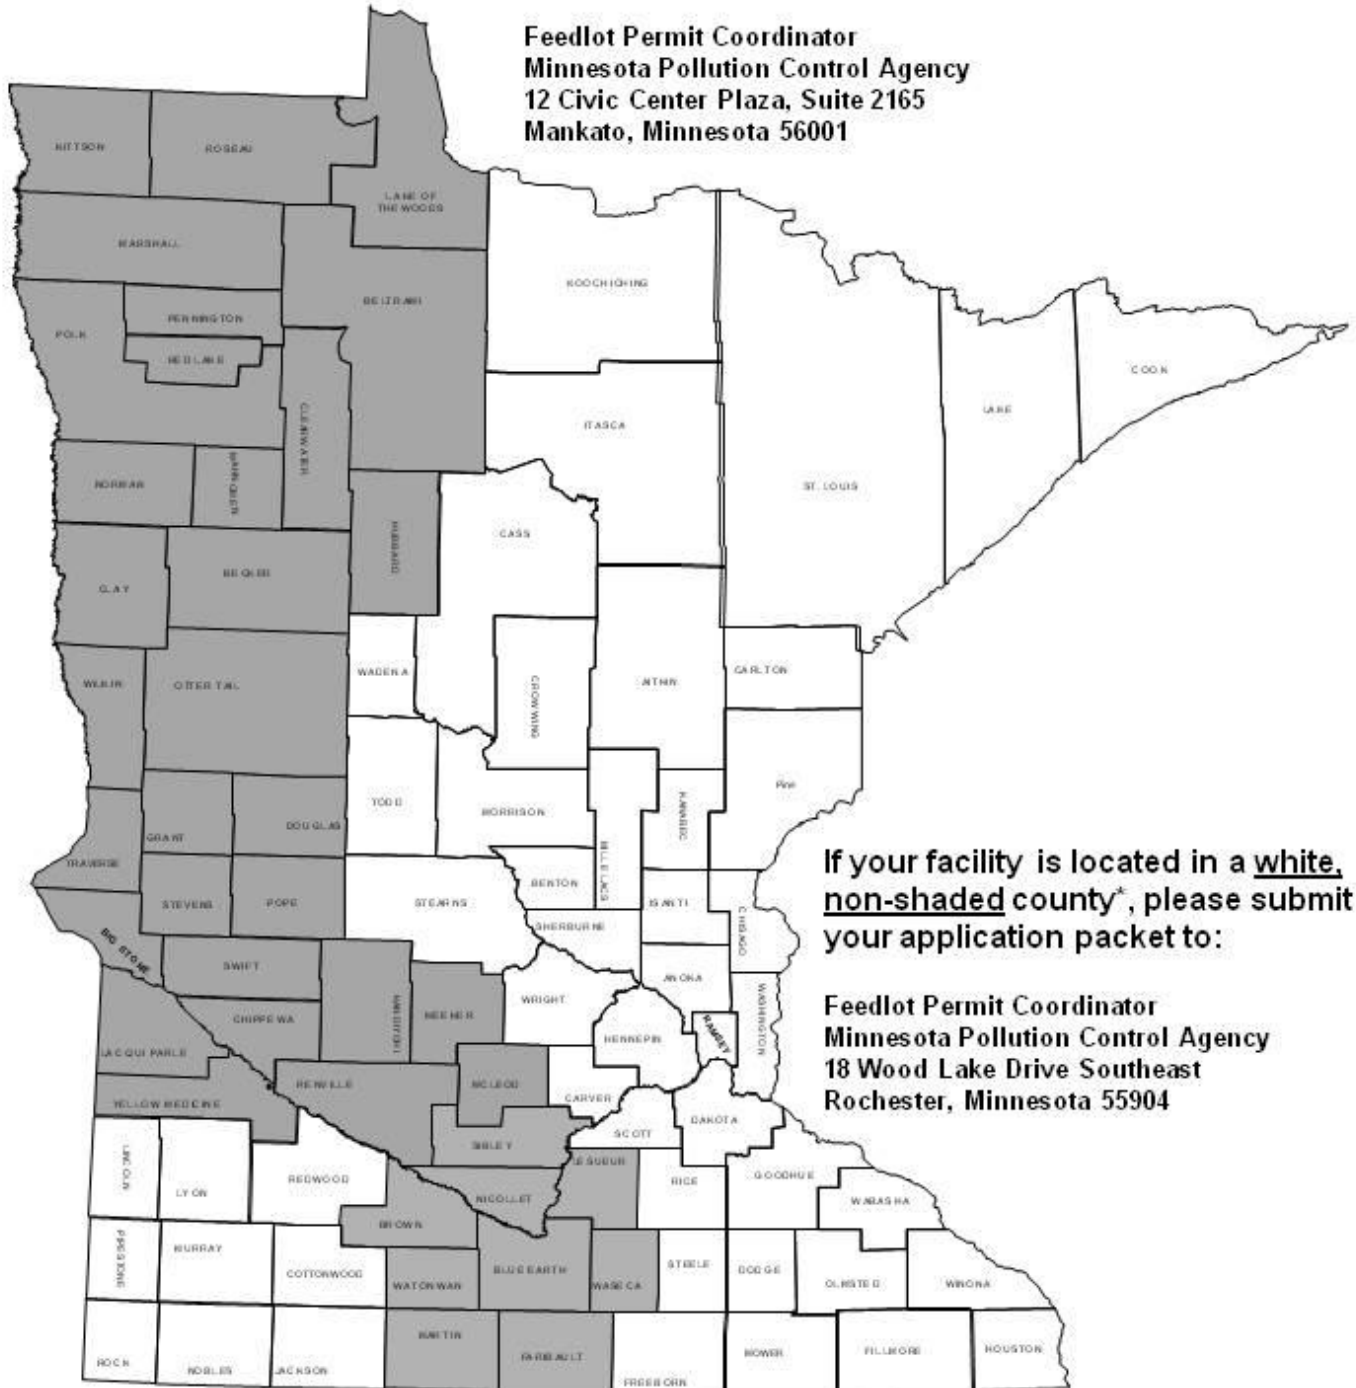 Feedlot Permit Coordinator
Minnesota Pollution Control Agency
12 Civic Center Plaza, Suite 2165
Mankato, Minnesota 56001
KITTSON
ROSEAU
LAKE OF
THE WOODS
MARSHALL
KOOCHICHING
BELTRAMI
PENNINGTON
POLK
RED LAKE
COOK
LAKE
CLEARWATER
ITASCA
NORMAN
MAHNOMEN
ST. LOUIS
HUBBARD
CASS
BECKER
CLAY
WADENA
CARLTON
AITKIN
WILKIN
OTTER TAIL
CROW WING
Pine
TODD
MORRISON
KANABEC
GRANT
DOUGLAS
TRAVERSE
MILLE LACS
BENTON
STEVENS
POPE
STEARNS
ISANTI
SHERBURNE
CHISAGO
If your facility is located in a white,
non-shaded county*, please submit
your application packet to:
BIG STONE
SWIFT
ANOKA
WRIGHT
KANDIYOHI
MEEKER
CHIPPEWA
WASHINGTON
RAMSEY
HENNEPIN
LAC QUI PARLE
RENVILLE
MCLEOD
CARVER
YELLOW MEDICINE
DAKOTA
SCOTT
SIBLEY
Feedlot Permit Coordinator
Minnesota Pollution Control Agency
18 Wood Lake Drive Southeast
Rochester, Minnesota 55904
LE SUEUR
LINCOLN
LYON
REDWOOD
NICOLLET
RICE
GOODHUE
WABASHA
BROWN
PIPESTONE
MURRAY
COTTONWOOD
WATONWAN
BLUE EARTH
WASECA
STEELE
DODGE
OLMSTED
WINONA
ROCK
NOBLES
JACKSON
MARTIN
FARIBAULT
FREEBORN
MOWER
FILLMORE
HOUSTON